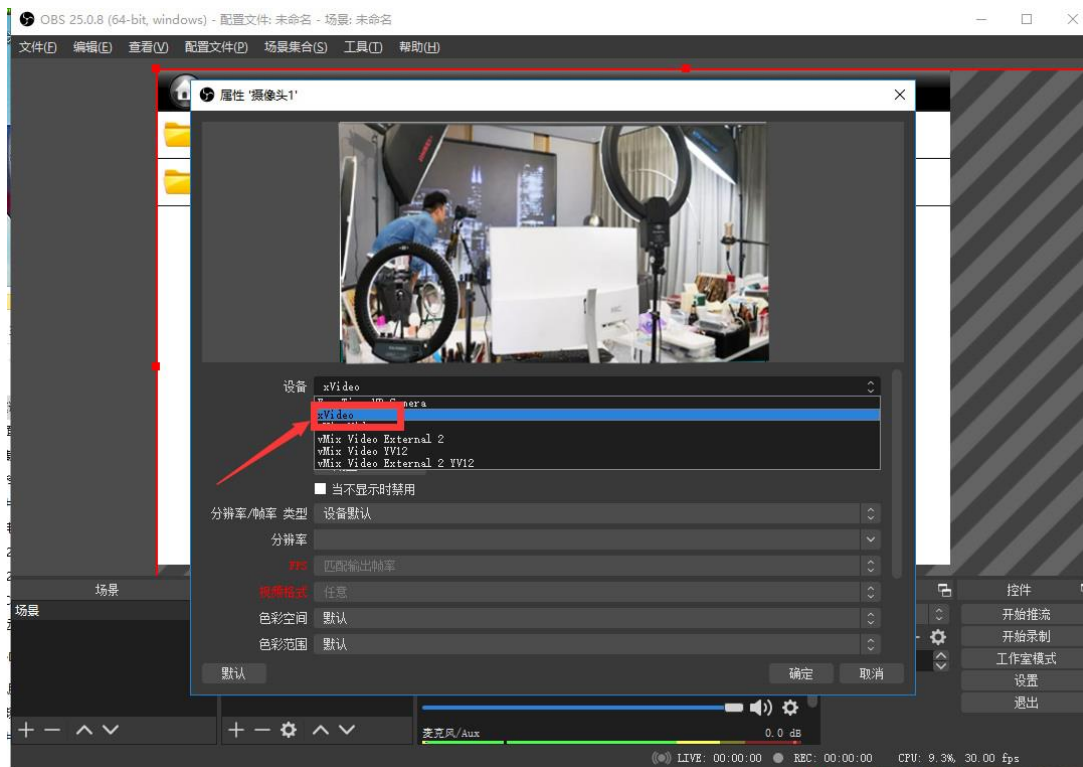 OBS 25.0.8 (64-bit, windows) - 配置文件: 未命名 - 场景: 未命名
文件(F) 编辑(E) 查看(V) 配置文件(P) 场景集合(S) 工具(T) 帮助(H)
属性 '摄像头1'
设备 xVideo
xVideo
vMix Video External 2
vMix Video YV12
vMix Video External 2 YV12
当不显示时禁用
分辨率/帧率 类型 设备默认
分辨率
FPS 匹配输出帧率
视频格式 任意
色彩空间 默认
色彩范围 默认
默认 确定 取消
场景 控件
场景
开始推流
开始录制
工作室模式
设置
退出
麦克风/Aux 0.0 dB
LIVE: 00:00:00 REC: 00:00:00 CPU: 9.3%, 30.00 fps